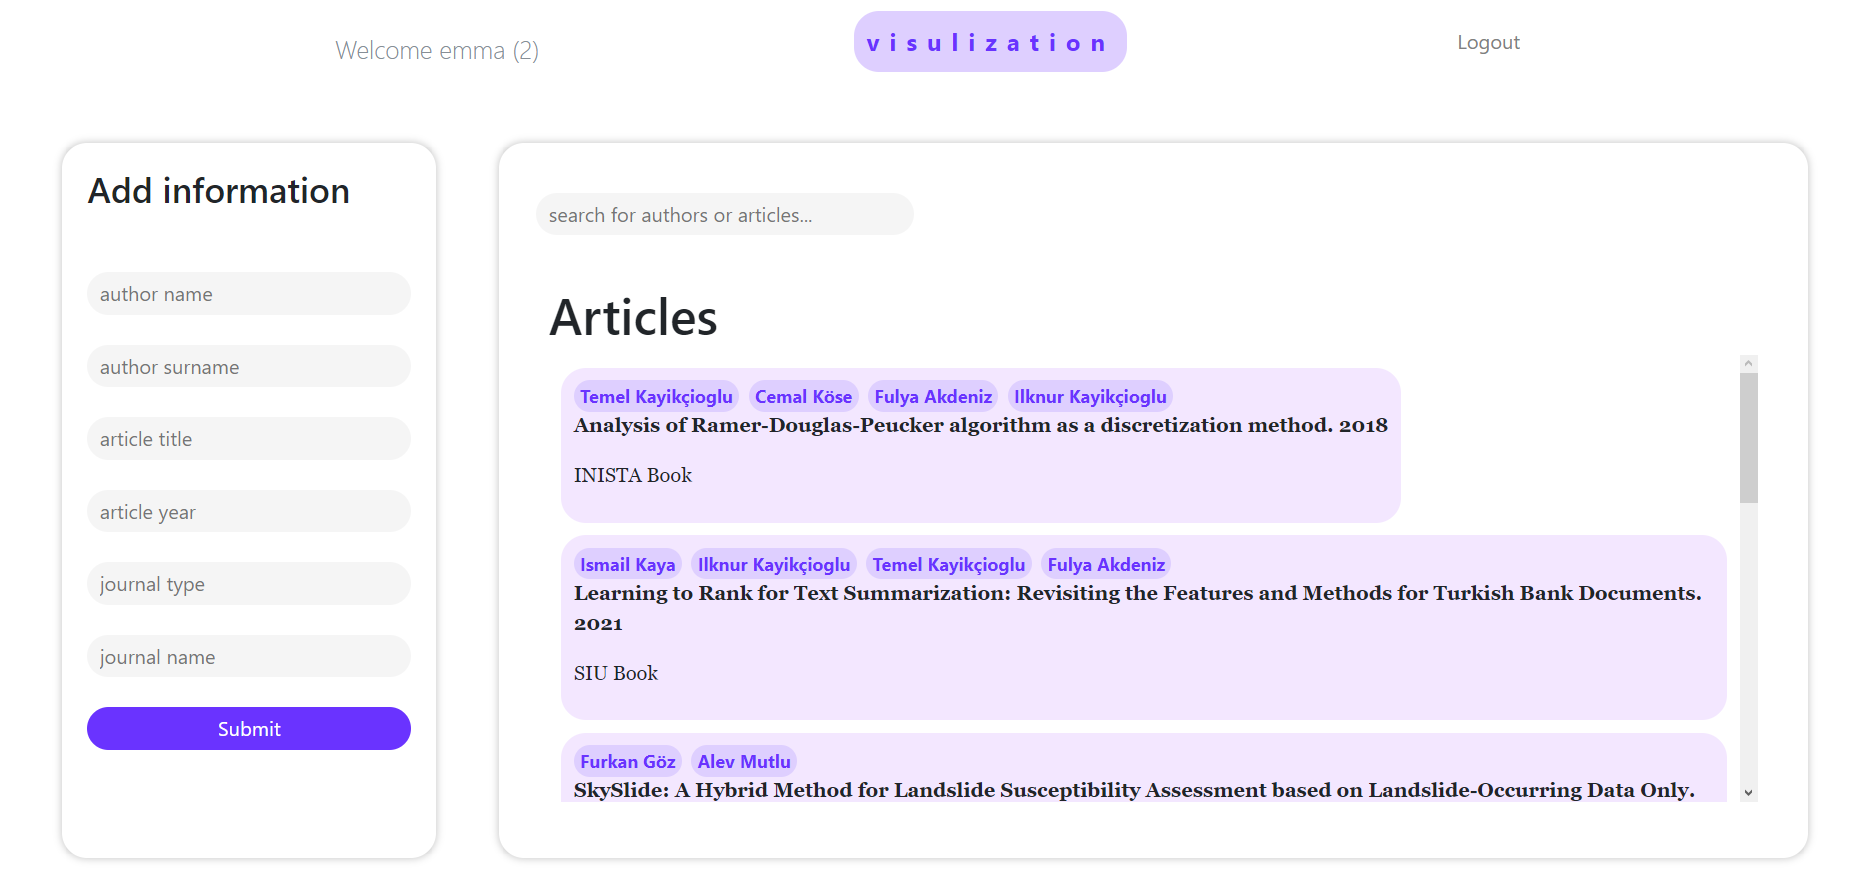 Welcome emma (2)
visulization
Logout
Add information
author name
author surname
article title
article year
journal type
journal name
Submit
search for authors or articles...
Articles
Temel Kayikçioglu Cemal Köse Fulya Akdeniz Ilknur Kayikçioglu
Analysis of Ramer-Douglas-Peucker algorithm as a discretization method. 2018
INISTA Book
Ismail Kaya Ilknur Kayikçioglu Temel Kayikçioglu Fulya Akdeniz
Learning to Rank for Text Summarization: Revisiting the Features and Methods for Turkish Bank Documents.
2021
SIU Book
Furkan Göz Alev Mutlu
SkySlide: A Hybrid Method for Landslide Susceptibility Assessment based on Landslide-Occurring Data Only.